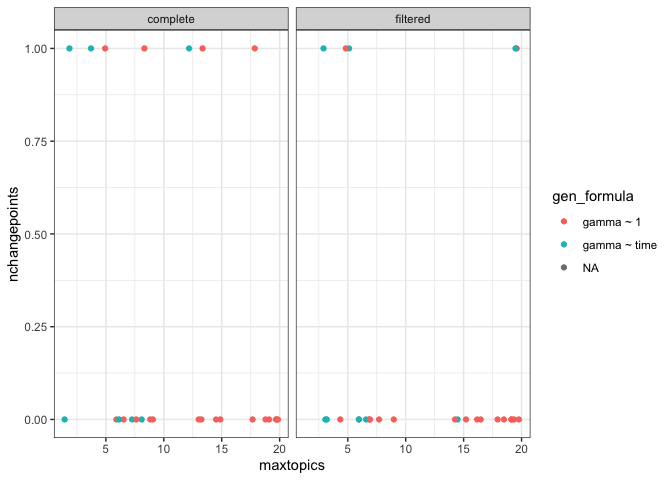 complete
filtered
1.00
0.75
0.50
0.25
0.00
nchangepoints
5
10
15
20
5
10
15
20
maxtopics
gen_formula
gamma ~ 1
gamma ~ time
NA